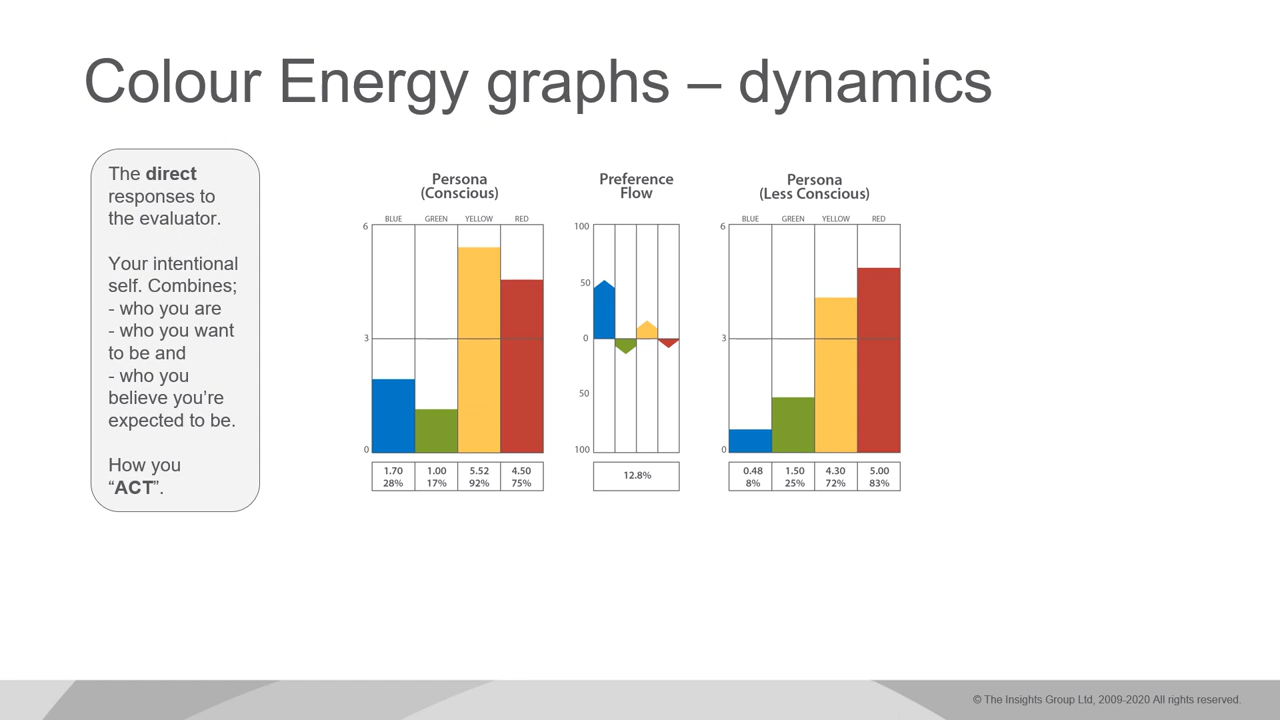 Colour Energy graphs – dynamics
The direct
responses to
the evaluator.
Your intentional
self. Combines;
- who you are
- who you want
to be and
- who you
believe you’re
expected to be.
How you
“ACT”.
Persona
(Conscious)
BLUE GREEN YELLOW RED
6
3
0
1.70 1.00 5.52 4.50
28% 17% 92% 75%
Preference
Flow
100
50
0
50
100
12.8%
Persona
(Less Conscious)
BLUE GREEN YELLOW RED
6
3
0
0.48 1.50 4.30 5.00
8% 25% 72% 83%
© The Insights Group Ltd, 2009-2020 All rights reserved.